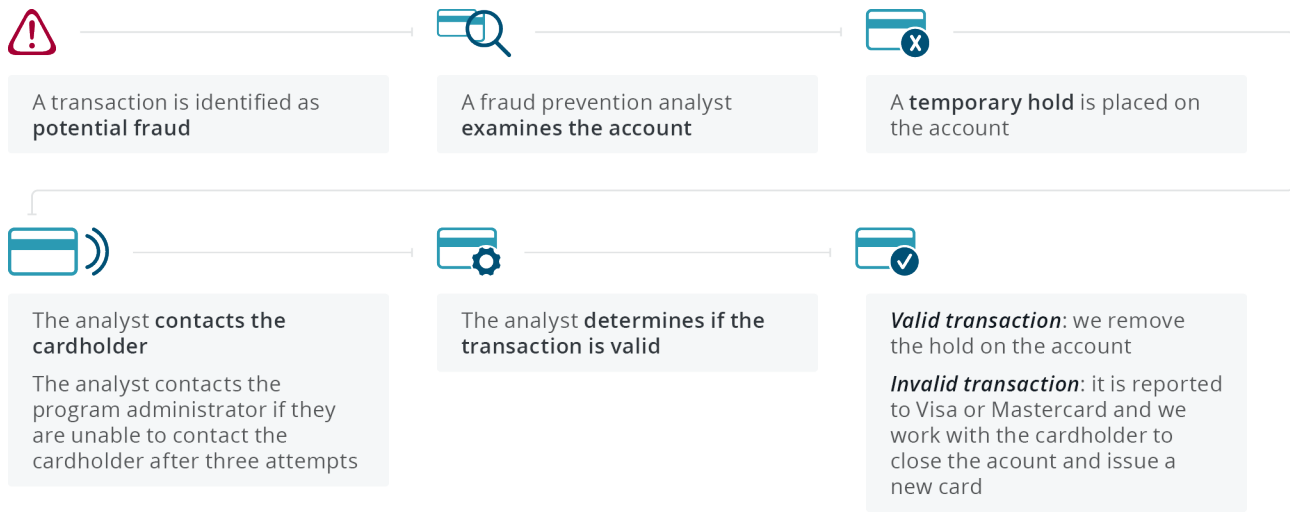 A transaction is identified as
potential fraud
A fraud prevention analyst
examines the account
A temporary hold is placed on
the account
The analyst contacts the
cardholder
The analyst contacts the
program administrator if they
are unable to contact the
cardholder after three attempts
The analyst determines if the
transaction is valid
Valid transaction: we remove
the hold on the account
Invalid transaction: it is reported
to Visa or Mastercard and we
work with the cardholder to
close the acount and issue a
new card